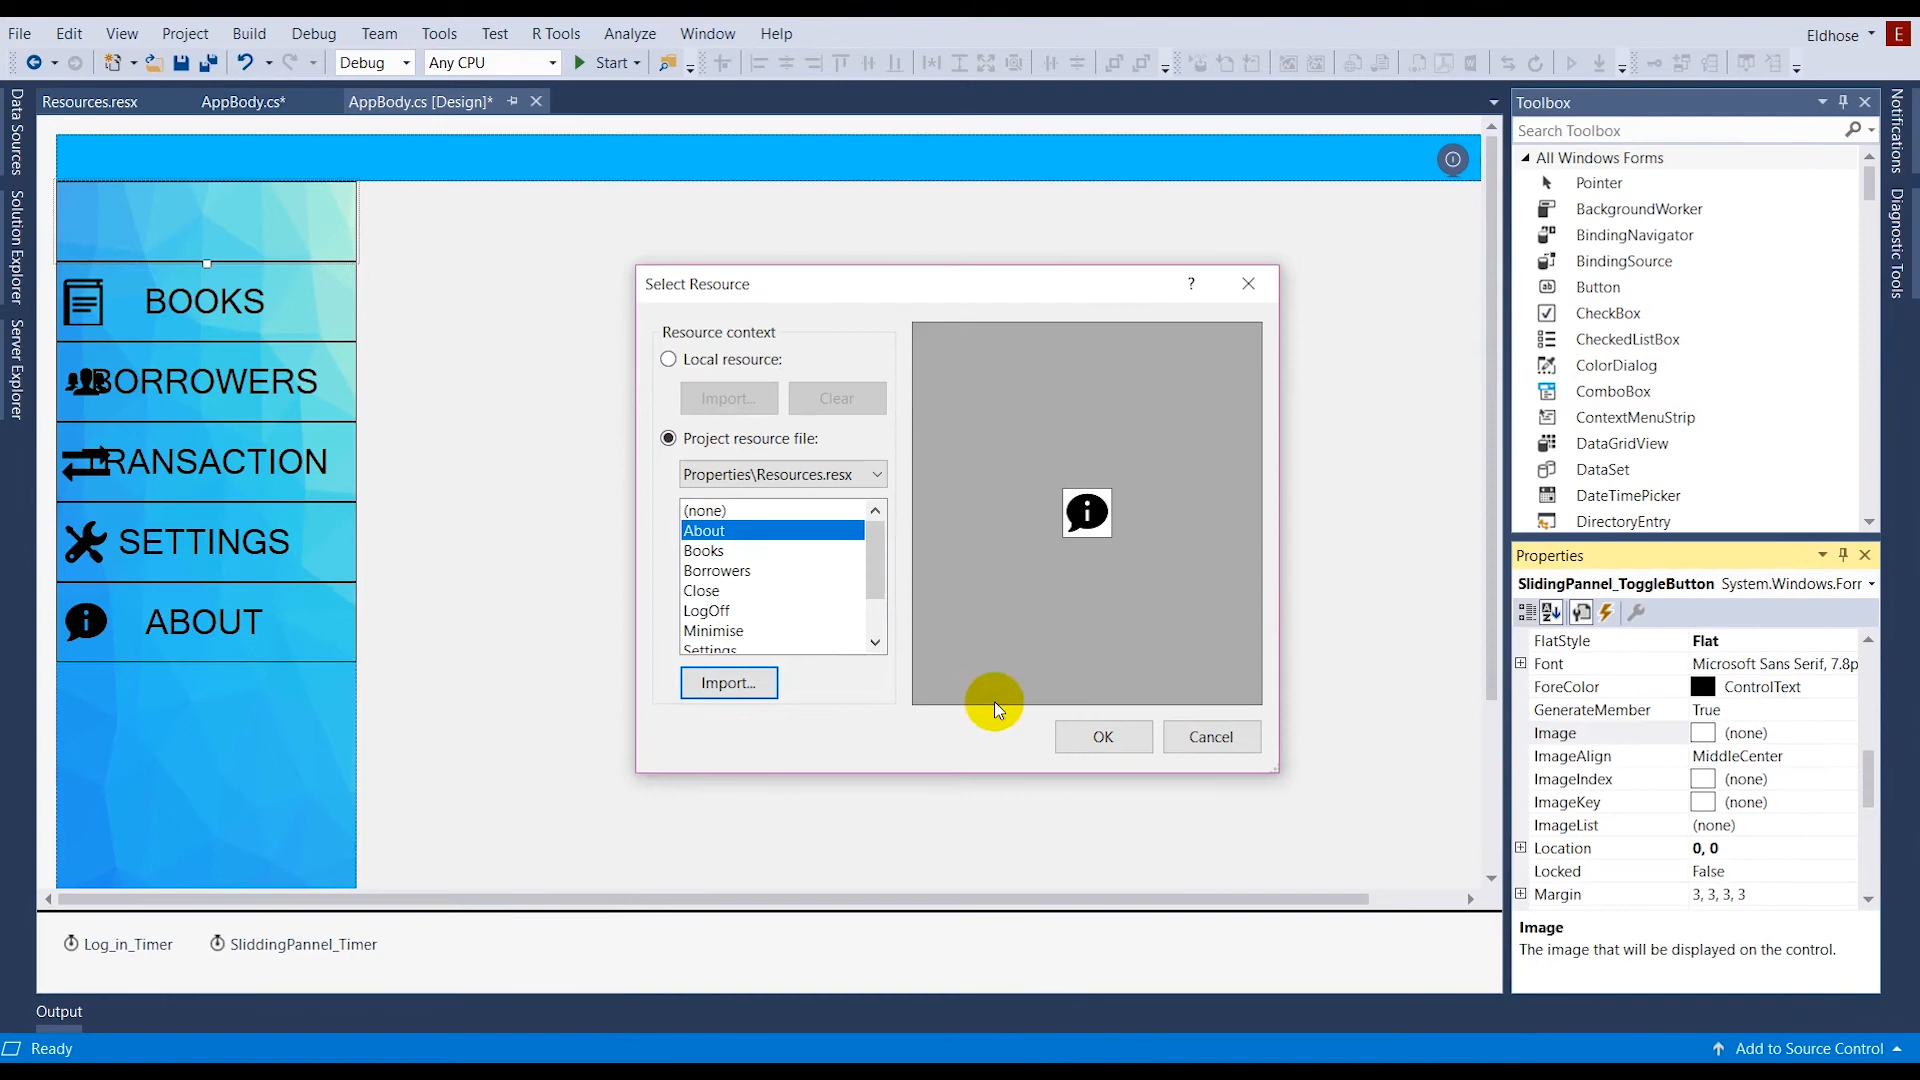 File Edit View Project Build Debug Team Tools Test R Tools Analyze Window Help
Eldhose E
Debug Any CPU Start
Resources.resx AppBody.cs* AppBody.cs [Design]*
Data Sources
Solution Explorer
Server Explorer
BOOKS
BORROWERS
TRANSACTION
SETTINGS
ABOUT
Select Resource ?
Resource context
Local resource:
Import... Clear
Project resource file:
Properties\Resources.resx
(none)
About
Books
Borrowers
Close
LogOff
Minimise
Settings
Import...
OK Cancel
Toolbox
Search Toolbox
All Windows Forms
Pointer
BackgroundWorker
BindingNavigator
BindingSource
Button
CheckBox
CheckedListBox
ColorDialog
ComboBox
ContextMenuStrip
DataGridView
DataSet
DateTimePicker
DirectoryEntry
Properties
SlidingPannel_ToggleButton System.Windows.Forr
FlatStyle Flat
Font Microsoft Sans Serif, 7.8p
ForeColor ControlText
GenerateMember True
Image (none)
ImageAlign MiddleCenter
ImageIndex (none)
ImageKey (none)
ImageList (none)
Location 0, 0
Locked False
Margin 3, 3, 3, 3
Image
The image that will be displayed on the control.
Notifications
Diagnostic Tools
Log_in_Timer SliddingPannel_Timer
Output
Ready
Add to Source Control